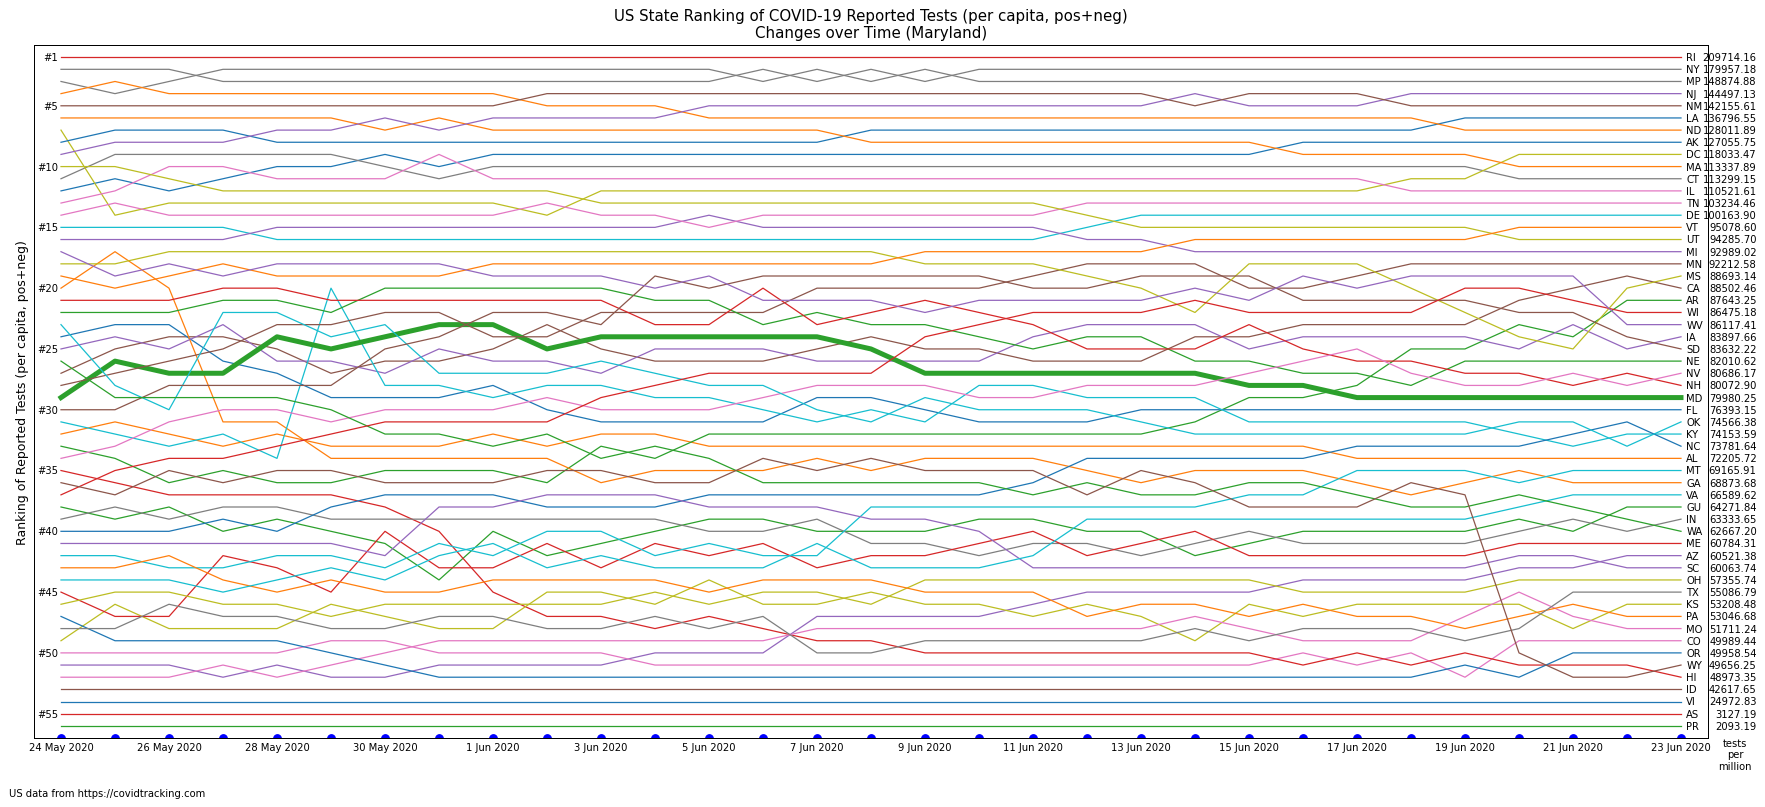 US State Ranking of COVID-19 Reported Tests (per capita, pos+neg)
Changes over Time (Maryland)
Ranking of Reported Tests (per capita, pos+neg)
#1
#5
#10
#15
#20
#25
#30
#35
#40
#45
#50
#55
RI 209714.16
NY 179957.18
MP 148874.88
NJ 144497.13
NM 142155.61
LA 136796.55
ND 128011.89
AK 127055.75
DC 118033.47
MA 113337.89
CT 113299.15
IL 110521.61
TN 103234.46
DE 100163.90
VT 95078.60
UT 94285.70
MI 92989.02
MN 92212.58
MS 88693.14
CA 88502.46
AR 87643.25
WI 86475.18
WV 86117.41
IA 83897.66
SD 83632.22
NE 82010.62
NV 80686.17
NH 80072.90
MD 79980.25
FL 76393.15
OK 74566.38
KY 74153.59
NC 73781.64
AL 72205.72
MT 69165.91
GA 68873.68
VA 66589.62
GU 64271.84
IN 63333.65
WA 62667.20
ME 60784.31
AZ 60521.38
SC 60063.74
OH 57355.74
TX 55086.79
KS 53208.48
PA 53046.68
MO 51711.24
CO 49989.44
OR 49958.54
WY 49656.25
HI 48973.35
ID 42617.65
VI 24972.83
AS 3127.19
PR 2093.19
24 May 2020
26 May 2020
28 May 2020
30 May 2020
1 Jun 2020
3 Jun 2020
5 Jun 2020
7 Jun 2020
9 Jun 2020
11 Jun 2020
13 Jun 2020
15 Jun 2020
17 Jun 2020
19 Jun 2020
21 Jun 2020
23 Jun 2020
tests
per
million
US data from https://covidtracking.com